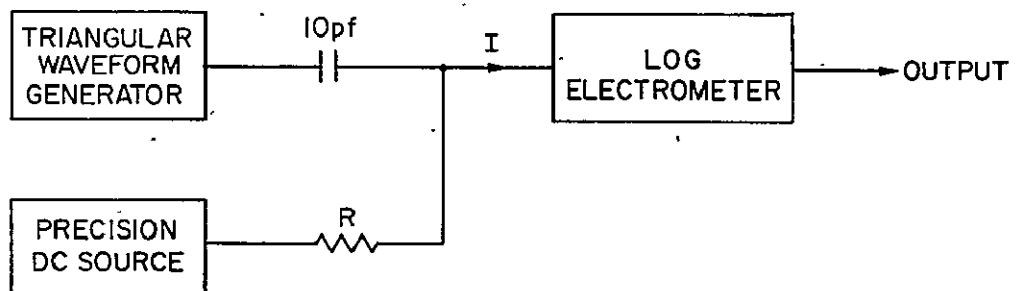 TRIANGULAR
WAVEFORM
GENERATOR
10pf
I
LOG
ELECTROMETER
OUTPUT
R
PRECISION
DC SOURCE